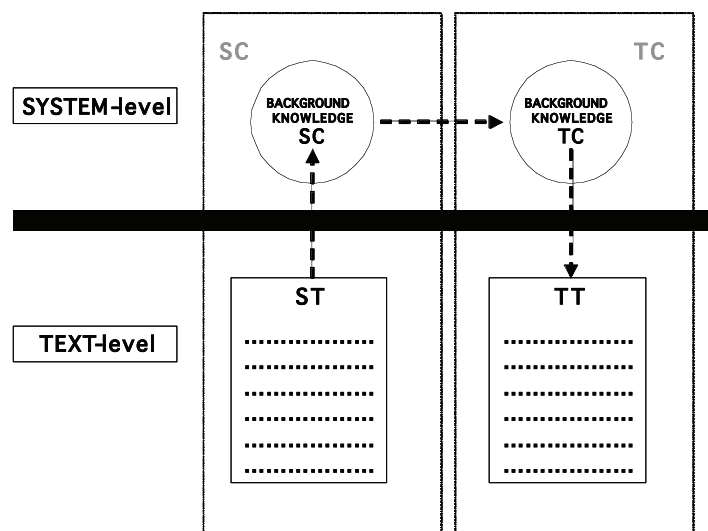 SC
TC
SYSTEM-level
BACKGROUND
KNOWLEDGE
SC
BACKGROUND
KNOWLEDGE
TC
ST
TT
TEXT-level